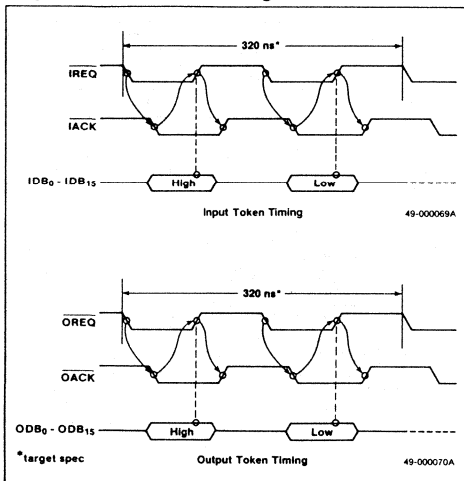 320 ns*
IREQ
IACK
IDB0 - IDB15
High
Low
Input Token Timing
49-000069A
320 ns*
OREQ
OACK
ODB0 - ODB15
High
Low
*target spec
Output Token Timing
49-000070A